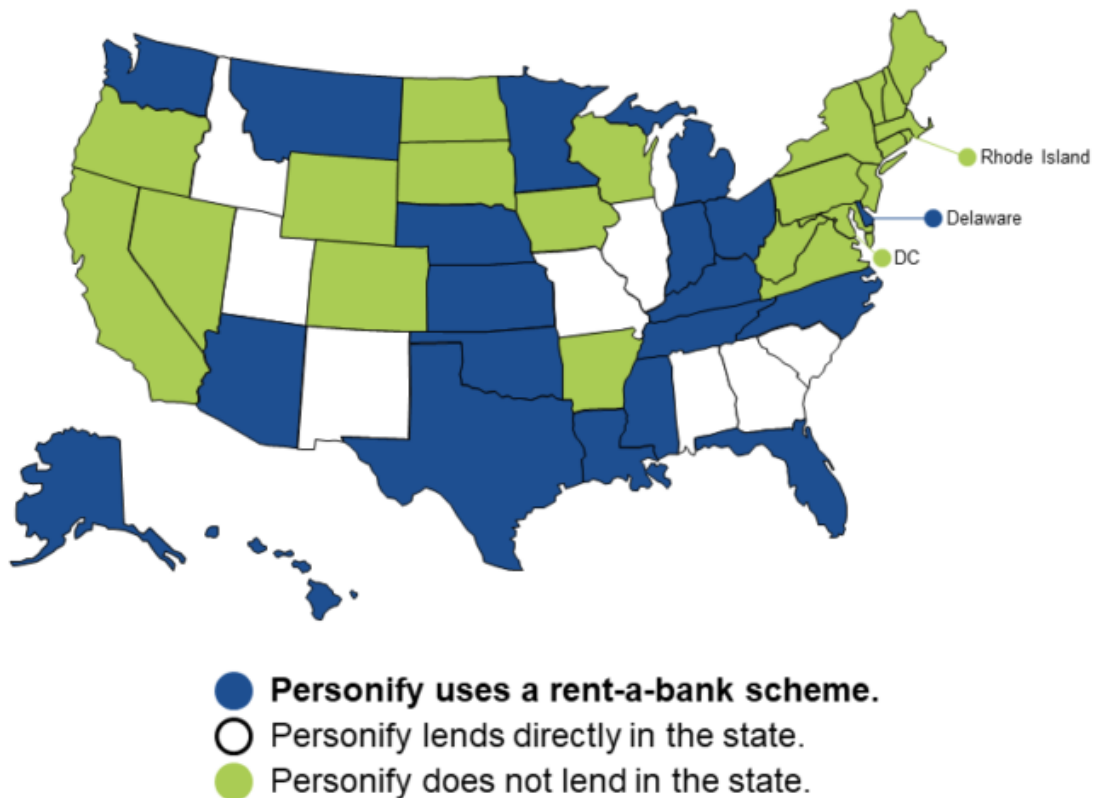 Rhode Island
Delaware
DC
Personify uses a rent-a-bank scheme.
Personify lends directly in the state.
Personify does not lend in the state.